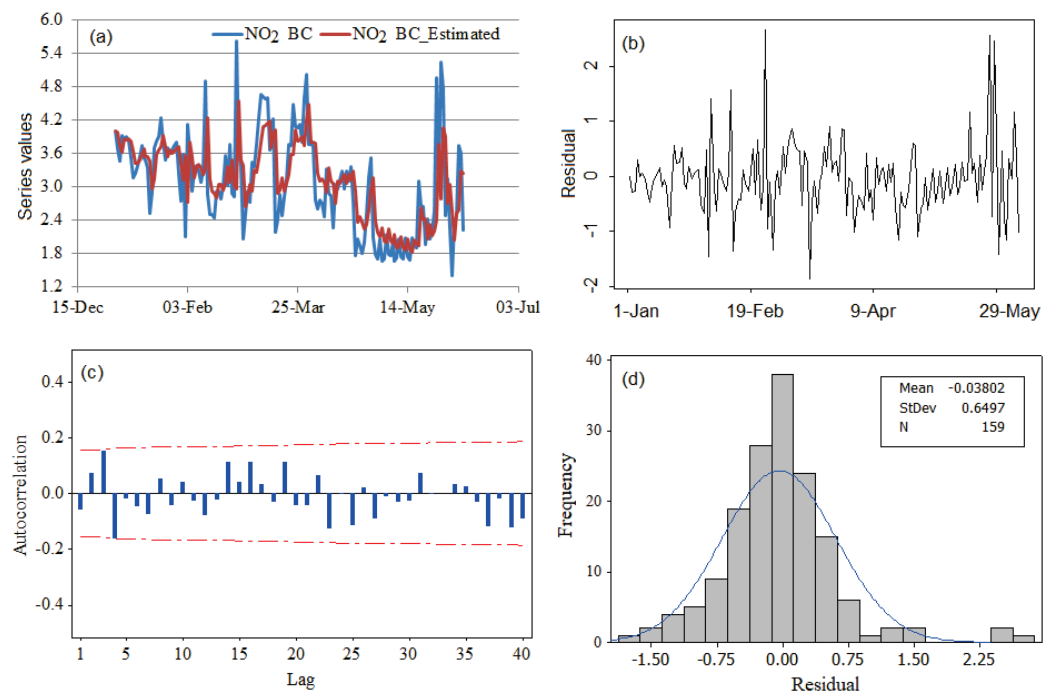 (a)
NO2 BC
NO2 BC_Estimated
Series values
6.0
5.4
4.8
4.2
3.6
3.0
2.4
1.8
1.2
15-Dec 03-Feb 25-Mar 14-May 03-Jul
(b)
Residual
2
1
0
-1
-2
1-Jan 19-Feb 9-Apr 29-May
(c)
Autocorrelation
0.4
0.2
0.0
-0.2
-0.4
1 5 10 15 20 25 30 35 40
Lag
(d)
Mean -0.03802
StDev 0.6497
N 159
Frequency
40
30
20
10
0
-1.50 -0.75 0.00 0.75 1.50 2.25
Residual